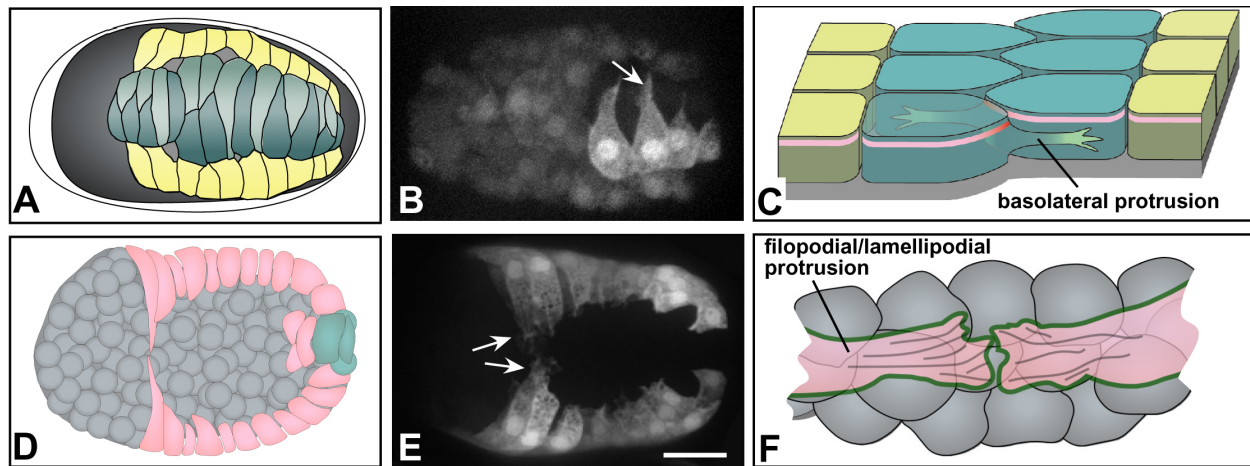 A
B
C
basolateral protrusion
D
E
F
filopodial/lamellipodial
protrusion